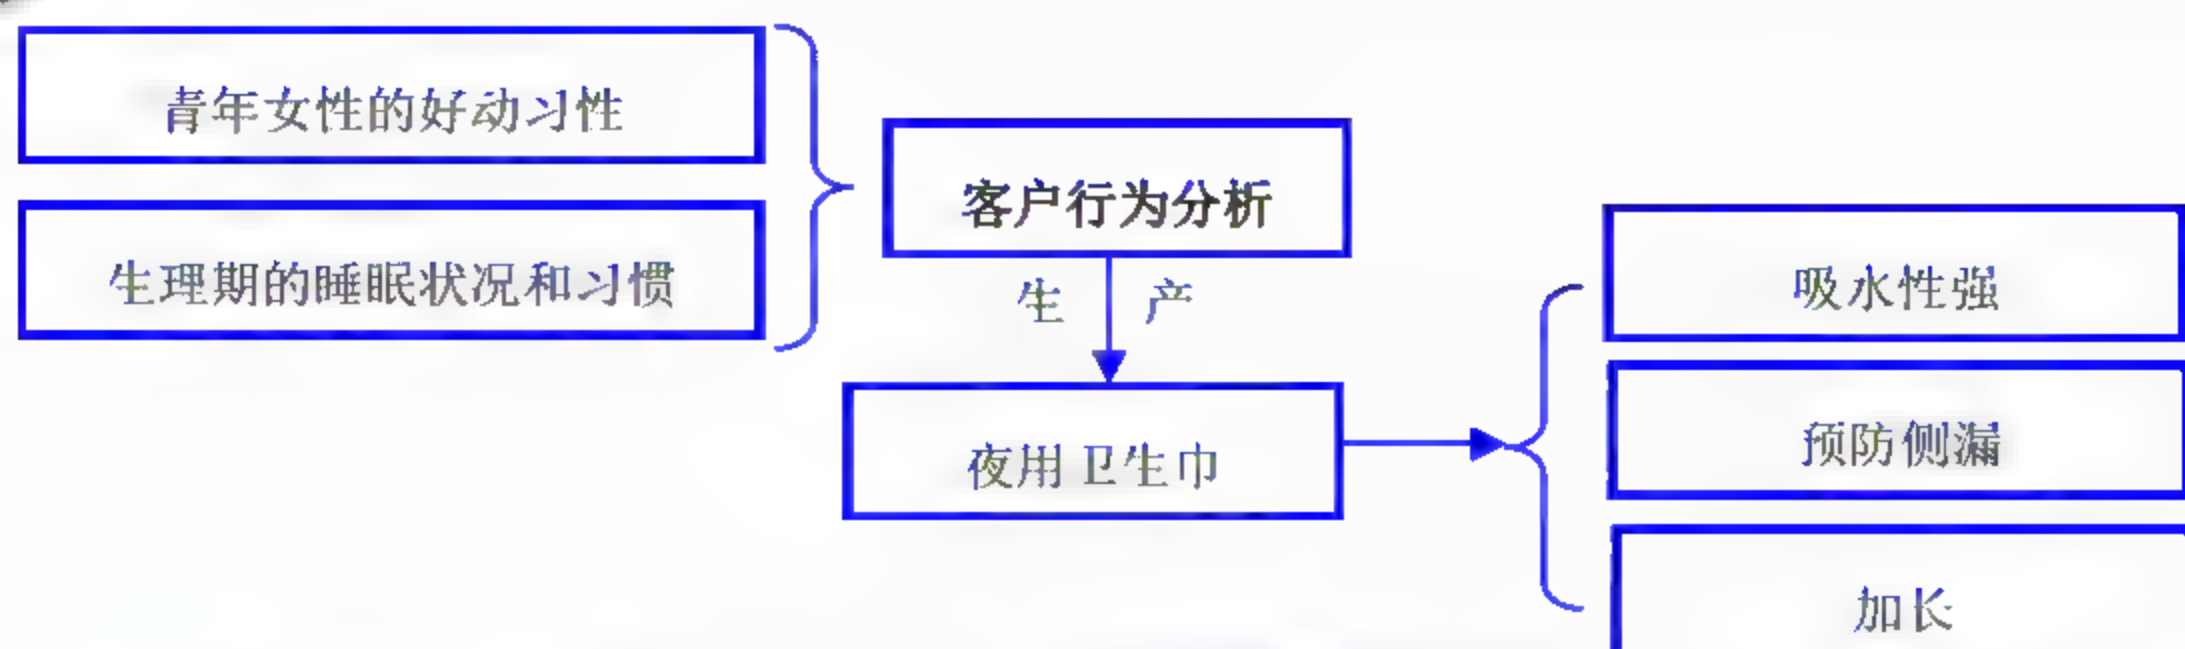 青年女性的好动习性
生理期的睡眠状况和习惯
客户行为分析
生 产
夜用卫生巾
吸水性强
预防侧漏
加长